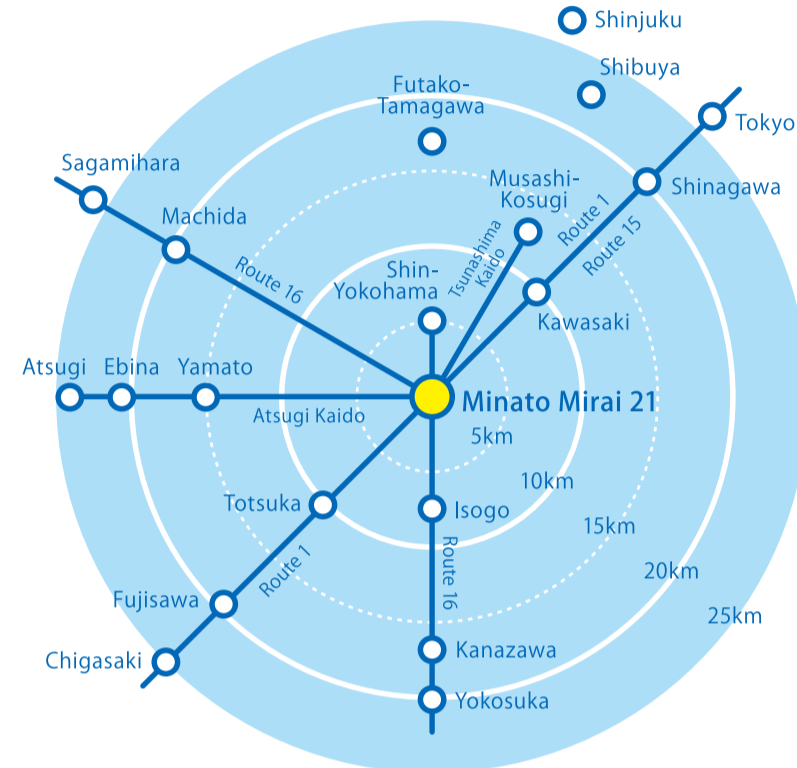 Shinjuku
Shibuya
Futako-
Tamagawa
Tokyo
Sagamihara
Musashi-
Kosugi
Shinagawa
Machida
Route 1
Route 15
Tsunashima
Kaido
Route 16
Shin-
Yokohama
Kawasaki
Atsugi
Ebina
Yamato
Minato Mirai 21
Atsugi Kaido
5km
10km
Totsuka
Isogo
15km
Route 1
Route 16
20km
Fujisawa
25km
Kanazawa
Chigasaki
Yokosuka